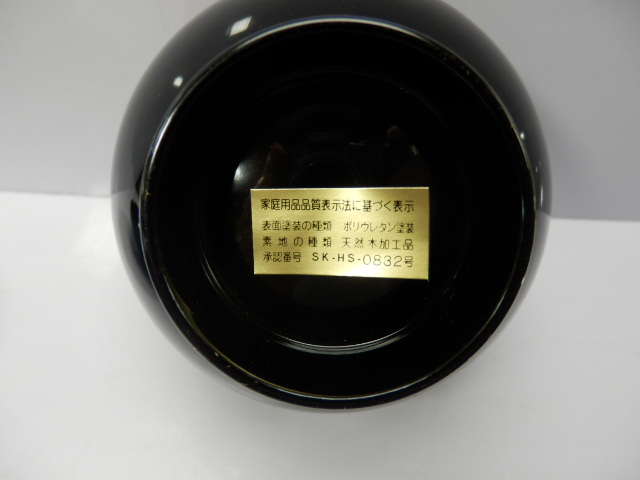 家庭用品品質表示法に基づく表示
表面塗装の種類 ポリウレタン塗装
素地の種類 天然木加工品
承認番号 SK-HS-0832号